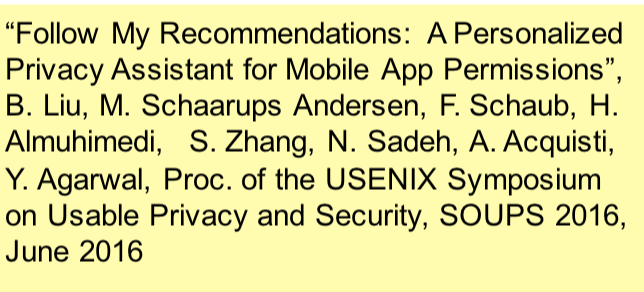 “Follow My Recommendations: A Personalized
Privacy Assistant for Mobile App Permissions”,
B. Liu, M. Schaarups Andersen, F. Schaub, H.
Almuhimedi, S. Zhang, N. Sadeh, A. Acquisti,
Y. Agarwal, Proc. of the USENIX Symposium
on Usable Privacy and Security, SOUPS 2016,
June 2016